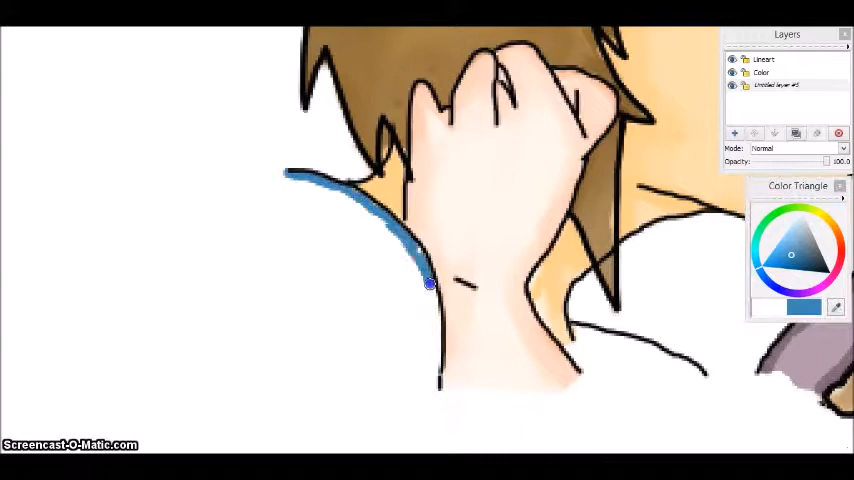 Layers
Lineart
Color
Untitled layer #5
Mode: Normal
Opacity: 100.0
Color Triangle
Screencast-O-Matic.com